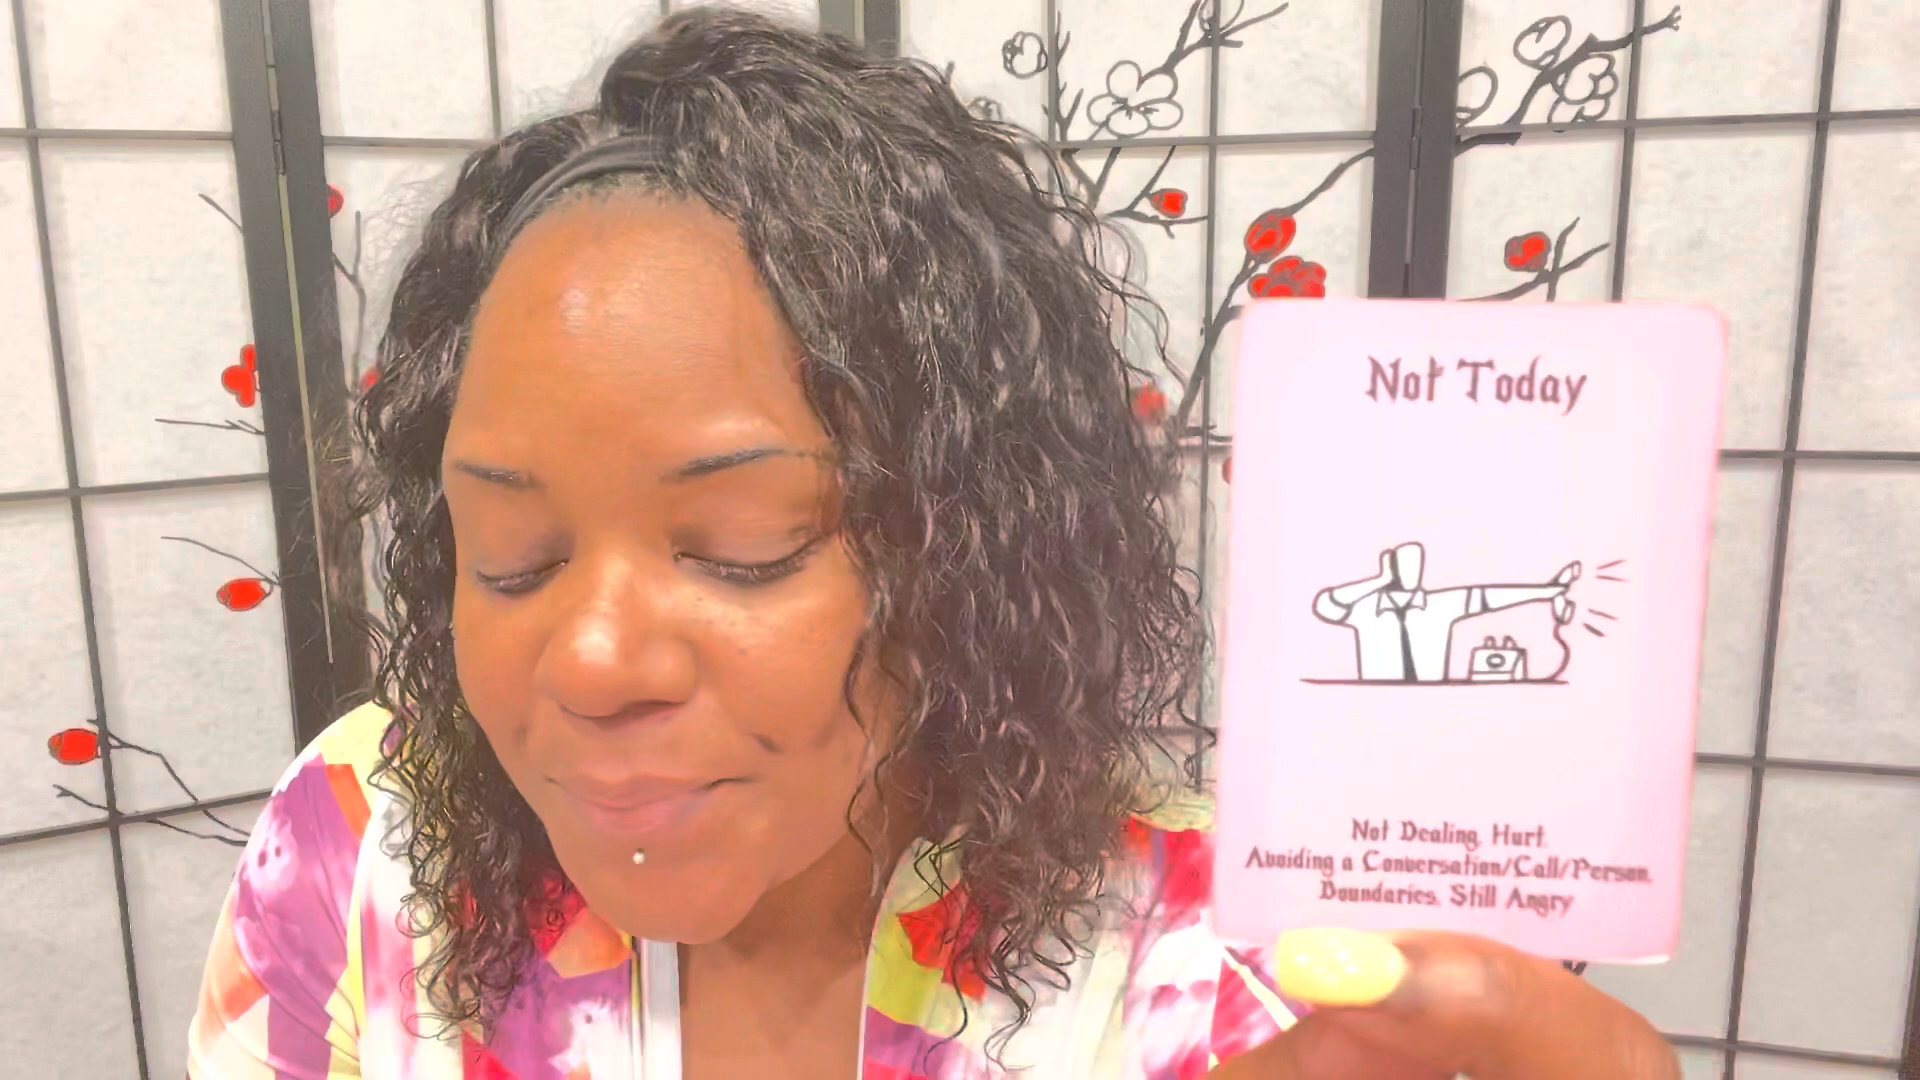 Not Today
Not Dealing, Hurt,
Avoiding a Conversation/Call/Person,
Boundaries, Still Angry